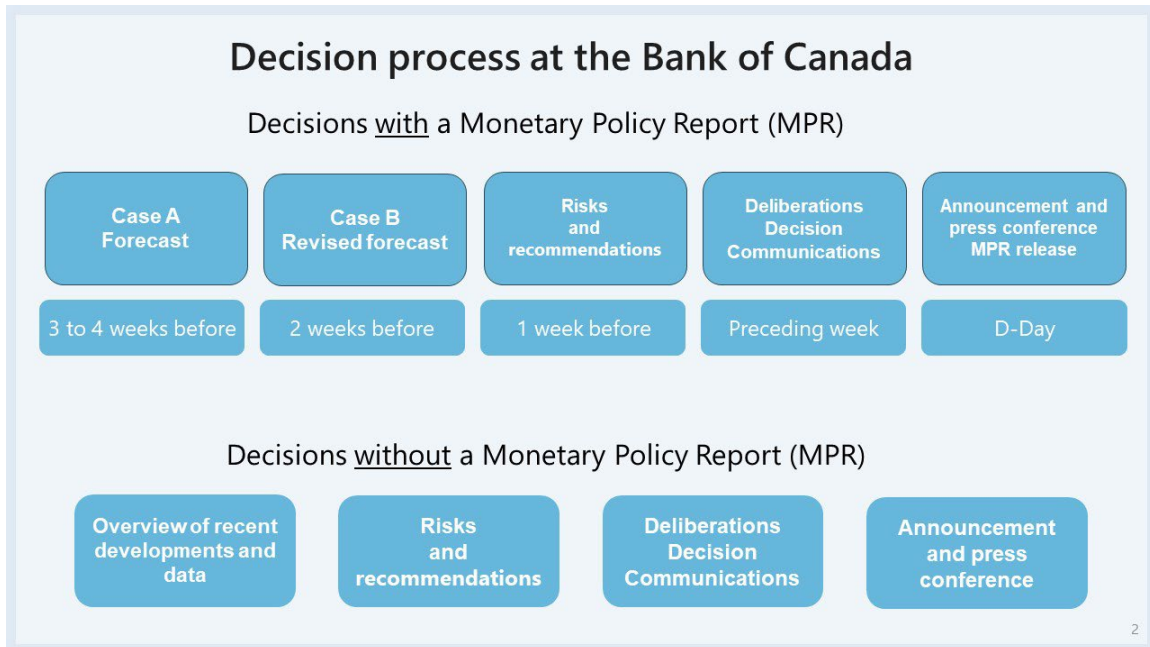 Decision process at the Bank of Canada
Decisions with a Monetary Policy Report (MPR)
Case A
Forecast
Case B
Revised forecast
Risks
and
recommendations
Deliberations
Decision
Communications
Announcement and
press conference
MPR release
3 to 4 weeks before
2 weeks before
1 week before
Preceding week
D-Day
Decisions without a Monetary Policy Report (MPR)
Overview of recent
developments and
data
Risks
and
recommendations
Deliberations
Decision
Communications
Announcement
and press
conference
2